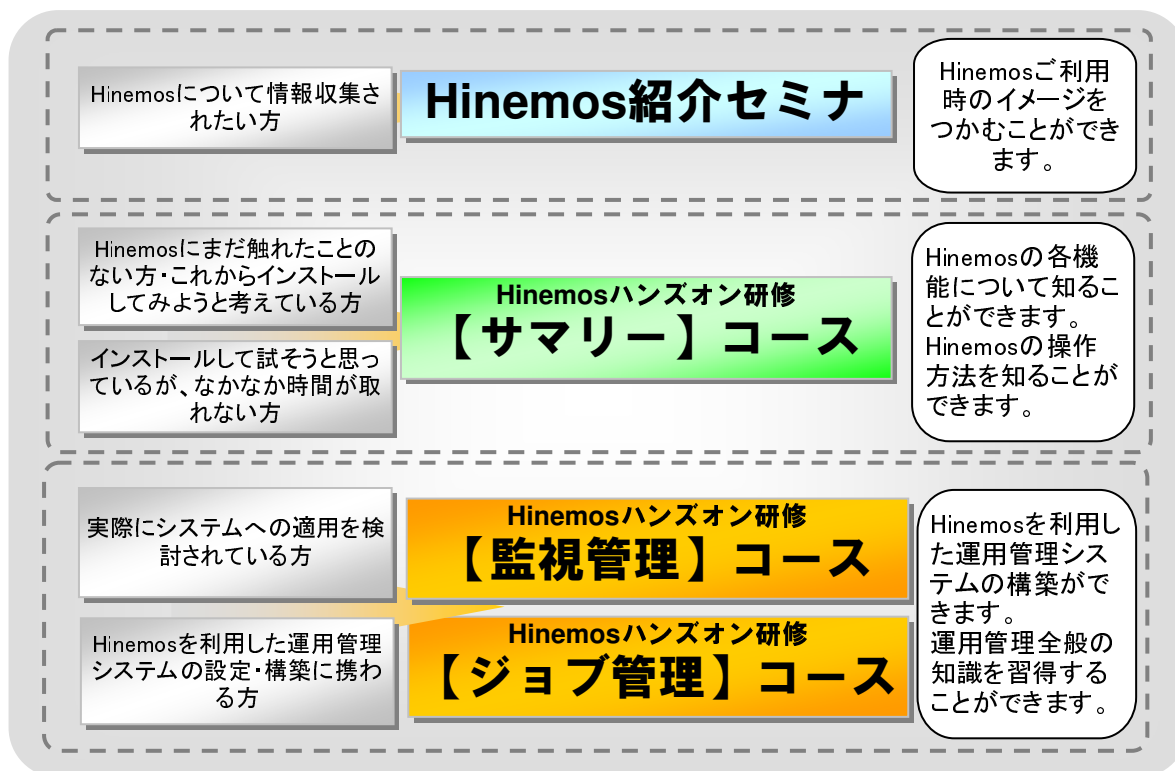 Hinemosについて情報収集さ
れたい方
Hinemos紹介セミナ
Hinemosご利用
時のイメージを
つかむことができ
ます。
Hinemosにまだ触れたことの
ない方・これからインストール
してみようと考えている方
インストールして試そうと思っ
ているが、なかなか時間が取
れない方
Hinemosハンズオン研修
【サマリー】コース
Hinemosの各機
能について知るこ
とができます。
Hinemosの操作
方法を知ることが
できます。
実際にシステムへの適用を検
討されている方
Hinemosを利用した運用管理
システムの設定・構築に携わ
る方
Hinemosハンズオン研修
【監視管理】コース
Hinemosハンズオン研修
【ジョブ管理】コース
Hinemosを利用し
た運用管理シス
テムの構築がで
きます。
運用管理全般の
知識を習得する
ことができます。